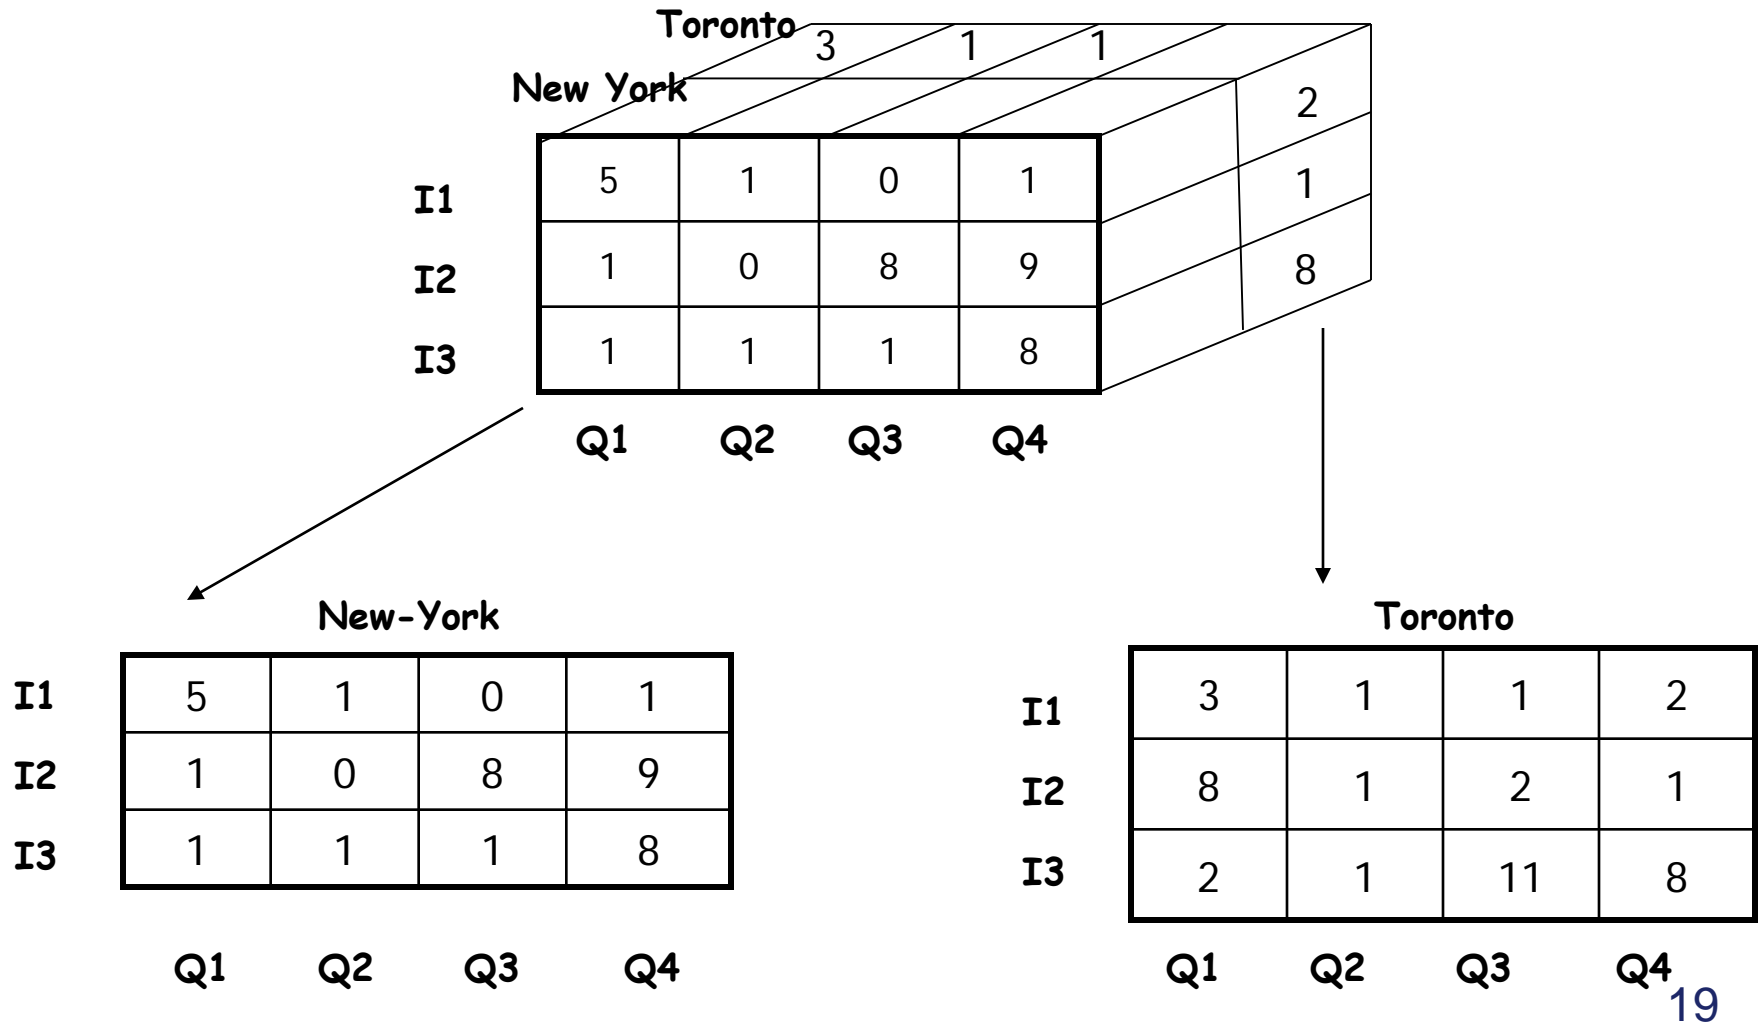 Toronto
3 1 1
New York
2
I1 5 1 0 1
1
I2 1 0 8 9
8
I3 1 1 1 8
Q1 Q2 Q3 Q4
New-York
I1 5 1 0 1
I2 1 0 8 9
I3 1 1 1 8
Q1 Q2 Q3 Q4
Toronto
I1 3 1 1 2
I2 8 1 2 1
I3 2 1 11 8
Q1 Q2 Q3 Q4
19